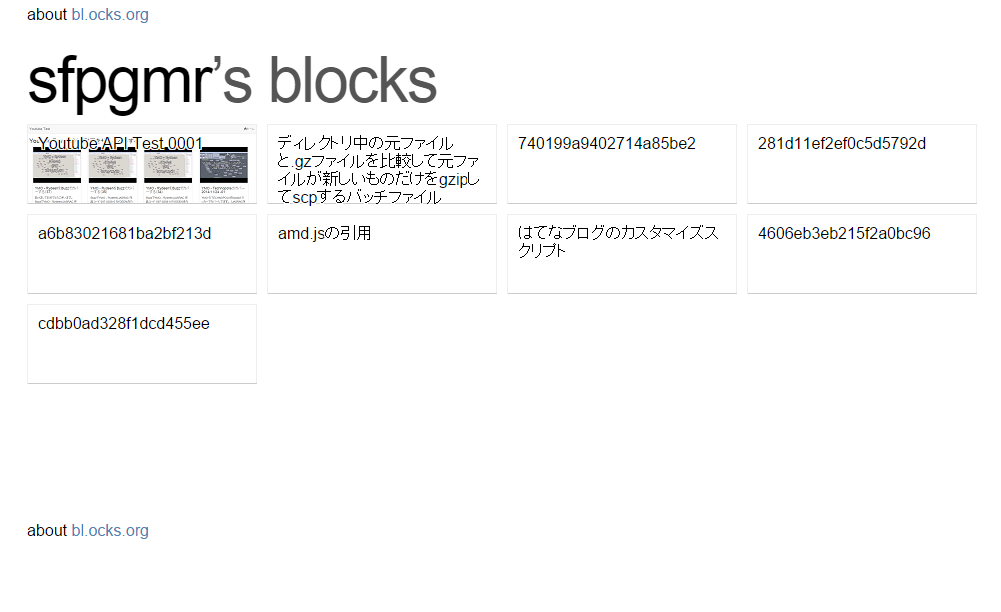 about bl.ocks.org
sfpgmr’s blocks
Youtube API Test 0001
ディレクトリ中の元ファイル
と.gzファイルを比較して元ファ
イルが新しいものだけをgzipし
てscpするバッチファイル
740199a9402714a85be2
281d11ef2ef0c5d5792d
a6b83021681ba2bf213d
amd.jsの引用
はてなブログのカスタマイズス
クリプト
4606eb3eb215f2a0bc96
cdbb0ad328f1dcd455ee
about bl.ocks.org